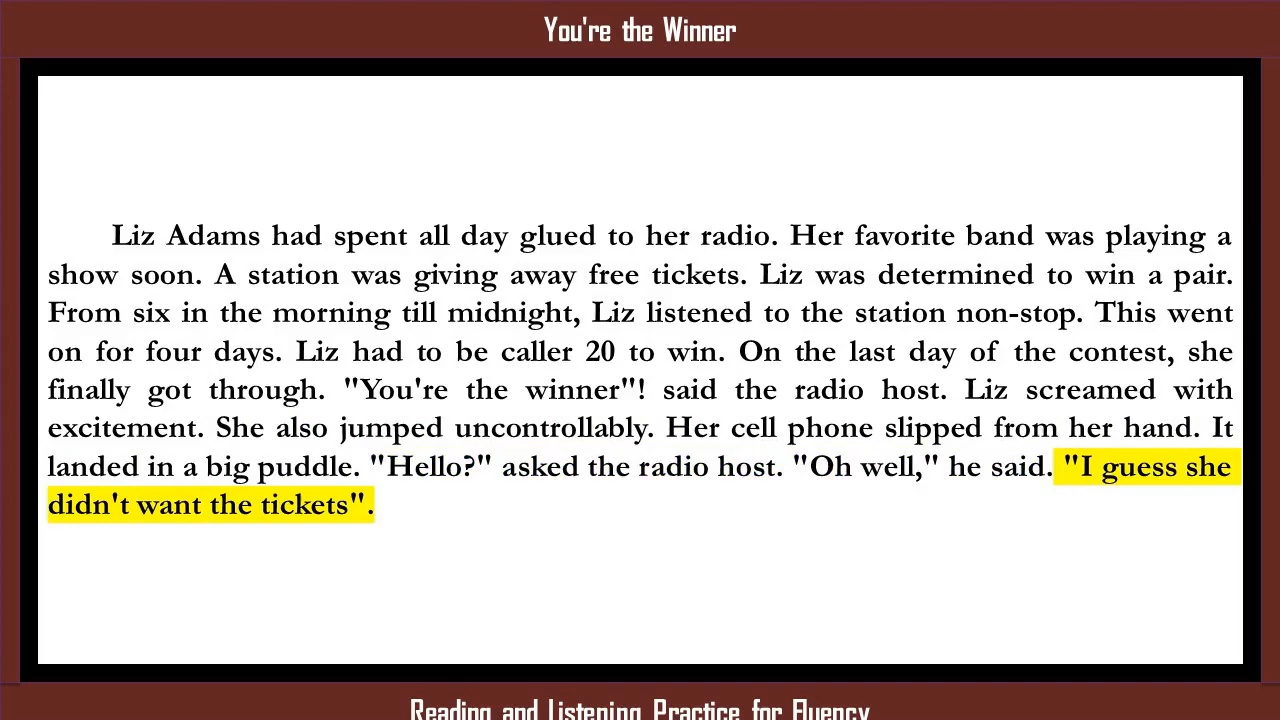 You're the Winner
Liz Adams had spent all day glued to her radio. Her favorite band was playing a
show soon. A station was giving away free tickets. Liz was determined to win a pair.
From six in the morning till midnight, Liz listened to the station non-stop. This went
on for four days. Liz had to be caller 20 to win. On the last day of the contest, she
finally got through. "You're the winner"! said the radio host. Liz screamed with
excitement. She also jumped uncontrollably. Her cell phone slipped from her hand. It
landed in a big puddle. "Hello?" asked the radio host. "Oh well," he said. "I guess she
didn't want the tickets".
Reading and Listening Practice for Fluency